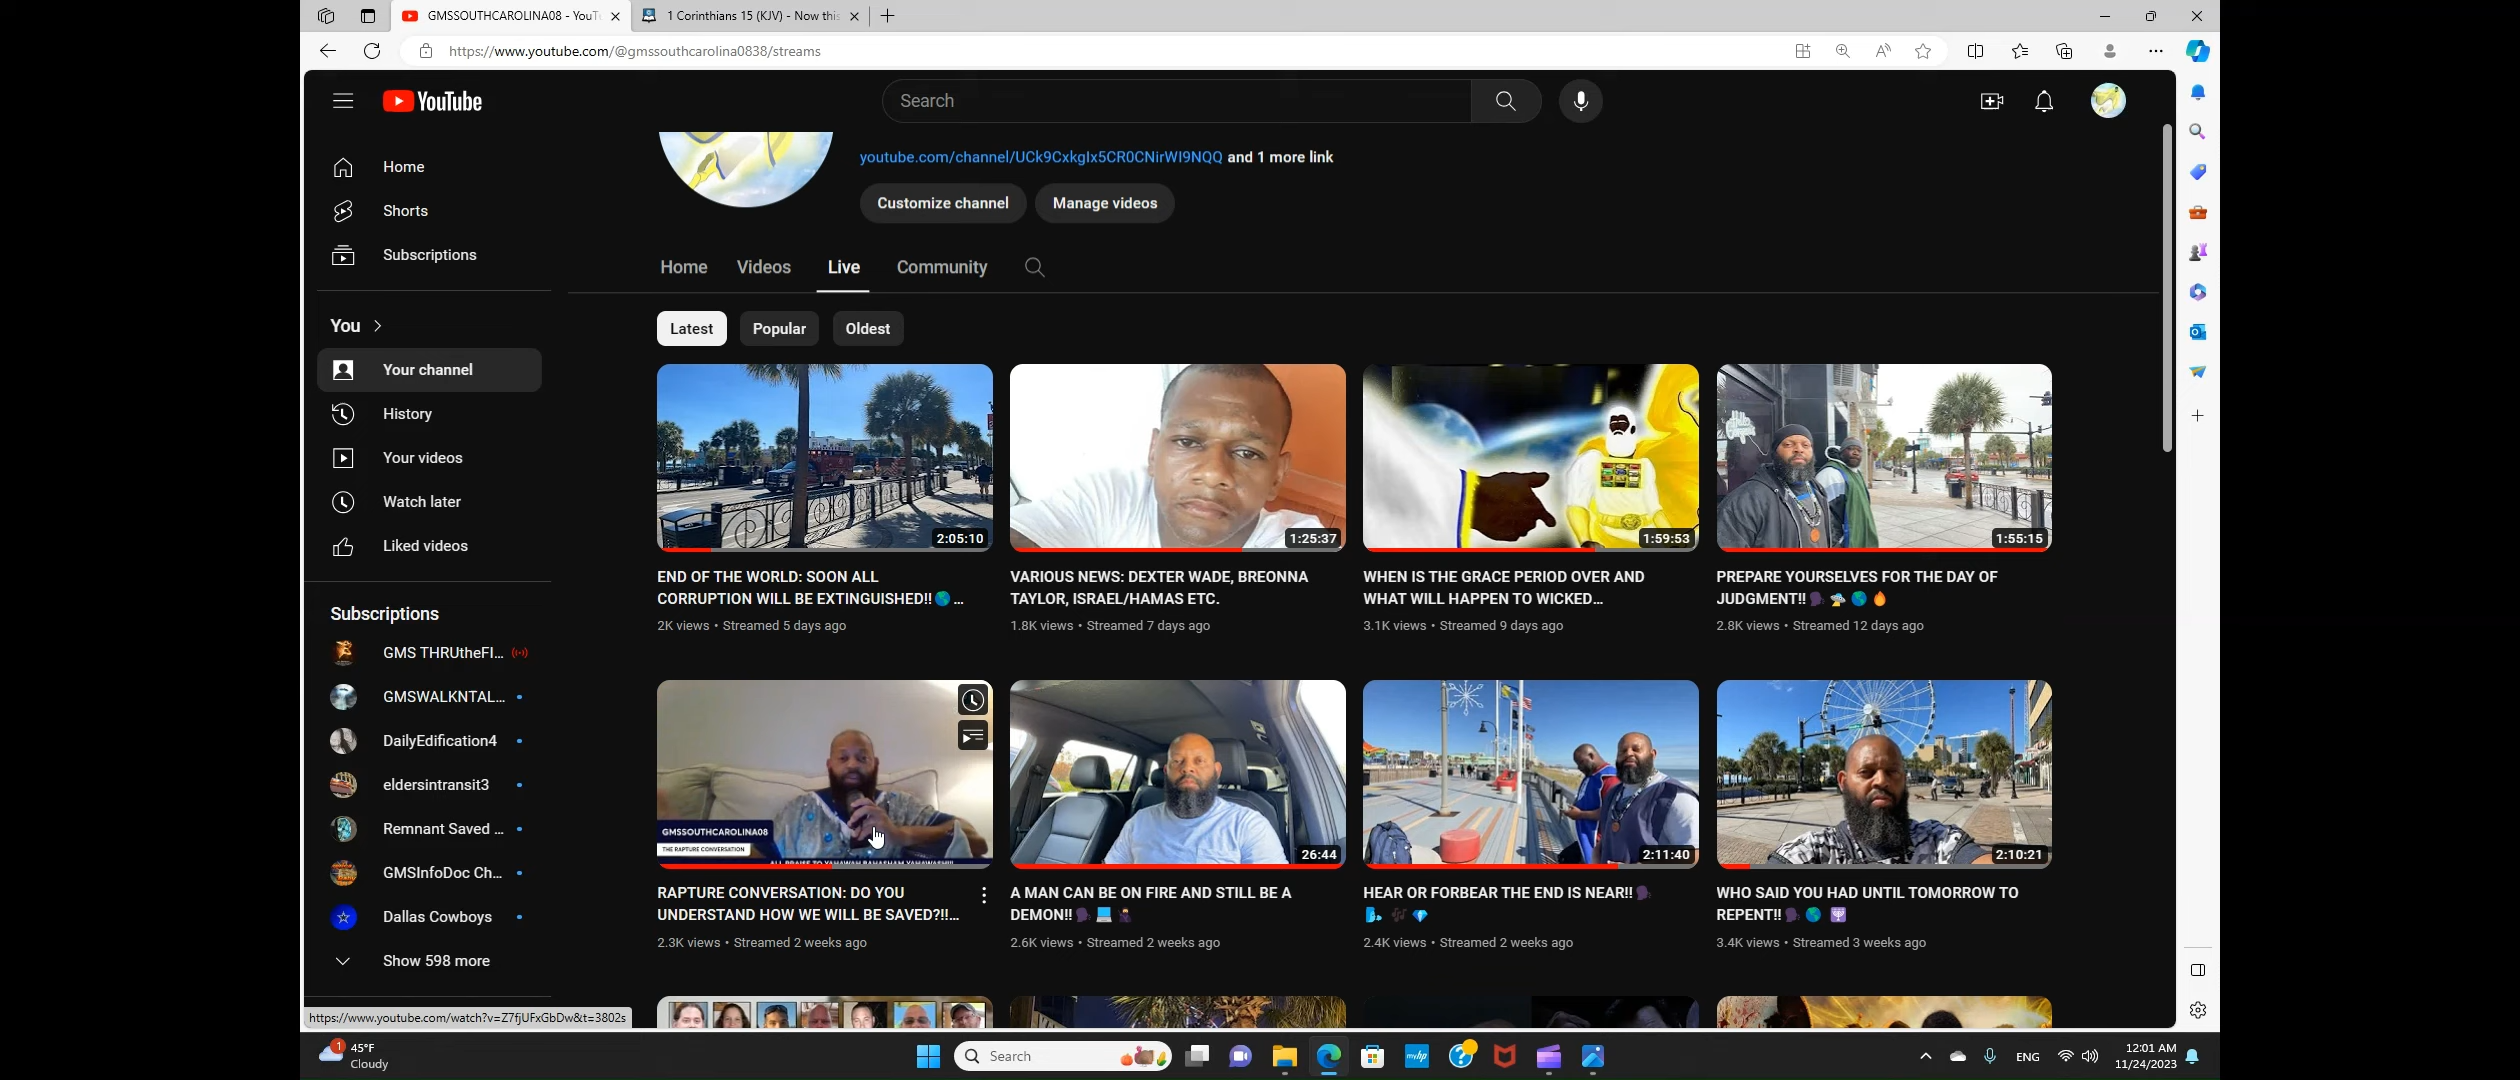 GMSSOUTHCAROLINA08 - YouTu
1 Corinthians 15 (KJV) - Now this
https://www.youtube.com/@gmssouthcarolina0838/streams
YouTube
Search
youtube.com/channel/UCk9CxkgIx5CR0CNirWI9NQQ and 1 more link
Customize channel
Manage videos
Home
Shorts
Subscriptions
You
Your channel
History
Your videos
Watch later
Liked videos
Subscriptions
GMS THRUtheFI...
GMSWALKNTAL...
DailyEdification4
eldersintransit3
Remnant Saved ...
GMSInfoDoc Ch...
Dallas Cowboys
Show 598 more
Home Videos Live Community
Latest Popular Oldest
2:05:10
1:25:37
1:59:53
1:55:15
END OF THE WORLD: SOON ALL
CORRUPTION WILL BE EXTINGUISHED!!🌎...
2K views • Streamed 5 days ago
VARIOUS NEWS: DEXTER WADE, BREONNA
TAYLOR, ISRAEL/HAMAS ETC.
1.8K views • Streamed 7 days ago
WHEN IS THE GRACE PERIOD OVER AND
WHAT WILL HAPPEN TO WICKED...
3.1K views • Streamed 9 days ago
PREPARE YOURSELVES FOR THE DAY OF
JUDGMENT!!🗣🛸🌎🔥
2.8K views • Streamed 12 days ago
GMSSOUTHCAROLINA08
THE RAPTURE CONVERSATION
ALL PRAISE TO YAHAWAH BAHASHAM YAHAWASHI!!!
26:44
2:11:40
2:10:21
RAPTURE CONVERSATION: DO YOU
UNDERSTAND HOW WE WILL BE SAVED?!!...
2.3K views • Streamed 2 weeks ago
A MAN CAN BE ON FIRE AND STILL BE A
DEMON!!
2.6K views • Streamed 2 weeks ago
HEAR OR FORBEAR THE END IS NEAR!!
2.4K views • Streamed 2 weeks ago
WHO SAID YOU HAD UNTIL TOMORROW TO
REPENT!!
3.4K views • Streamed 3 weeks ago
https://www.youtube.com/watch?v=Z7fjUFxGbDw&t=3802s
1
45°F
Cloudy
Search
myhp
ENG
12:01 AM
11/24/2023